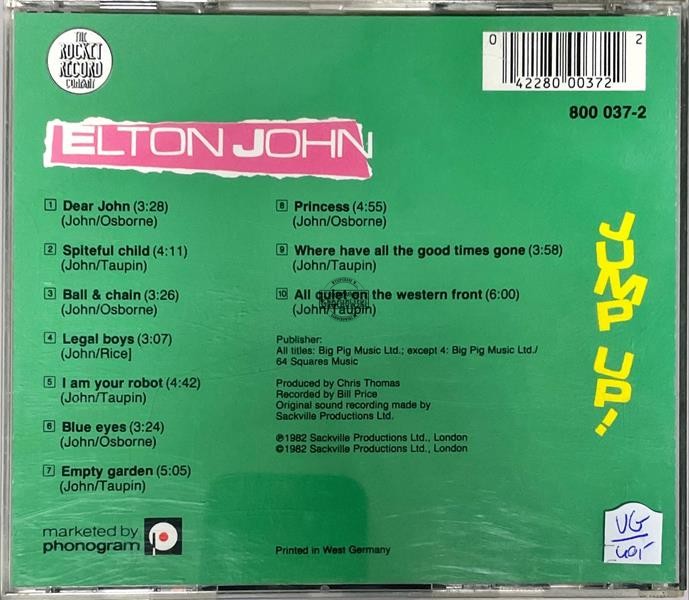 THE
ROCKET
RECORD
COMPANY
0 42280 00372 2
800 037-2
ELTON JOHN
1 Dear John (3:28)
(John/Osborne)
2 Spiteful child (4:11)
(John/Taupin)
3 Ball & chain (3:26)
(John/Osborne)
4 Legal boys (3:07)
(John/Rice]
5 I am your robot (4:42)
(John/Taupin)
6 Blue eyes (3:24)
(John/Osborne)
7 Empty garden (5:05)
(John/Taupin)
8 Princess (4:55)
(John/Osborne)
9 Where have all the good times gone (3:58)
(John/Taupin)
10 All quiet on the western front (6:00)
(John/Taupin)
Publisher:
All titles: Big Pig Music Ltd.; except 4: Big Pig Music Ltd./
64 Squares Music
Produced by Chris Thomas
Recorded by Bill Price
Original sound recording made by
Sackville Productions Ltd.
℗1982 Sackville Productions Ltd., London
©1982 Sackville Productions Ltd., London
JUMP UP!
marketed by
phonogram
Printed in West Germany
VG
40,-